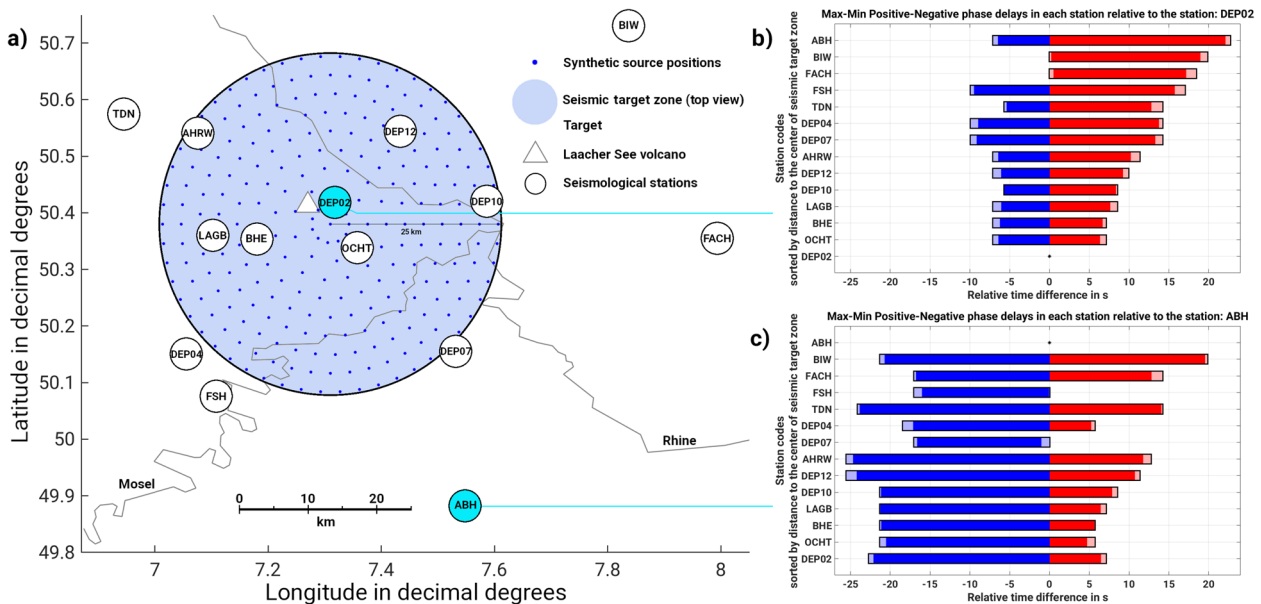 a)
50.7
50.6
50.5
50.4
50.3
50.2
50.1
50
49.9
49.8
Latitude in decimal degrees
7
7.2
7.4
7.6
7.8
8
Longitude in decimal degrees
BIW
TDN
AHRW
DEP12
DEP02
DEP10
LAGB
BHE
OCHT
FACH
25 km
DEP04
DEP07
FSH
ABH
Rhine
Mosel
0
10
20
km
Synthetic source positions
Seismic target zone (top view)
Target
Laacher See volcano
Seismological stations
b)
Max-Min Positive-Negative phase delays in each station relative to the station: DEP02
Station codes
sorted by distance to the center of seismic target zone
ABH
BIW
FACH
FSH
TDN
DEP04
DEP07
AHRW
DEP12
DEP10
LAGB
BHE
OCHT
DEP02
-25
-20
-15
-10
-5
0
5
10
15
20
Relative time difference in s
c)
Max-Min Positive-Negative phase delays in each station relative to the station: ABH
Station codes
sorted by distance to the center of seismic target zone
ABH
BIW
FACH
FSH
TDN
DEP04
DEP07
AHRW
DEP12
DEP10
LAGB
BHE
OCHT
DEP02
-25
-20
-15
-10
-5
0
5
10
15
20
Relative time difference in s